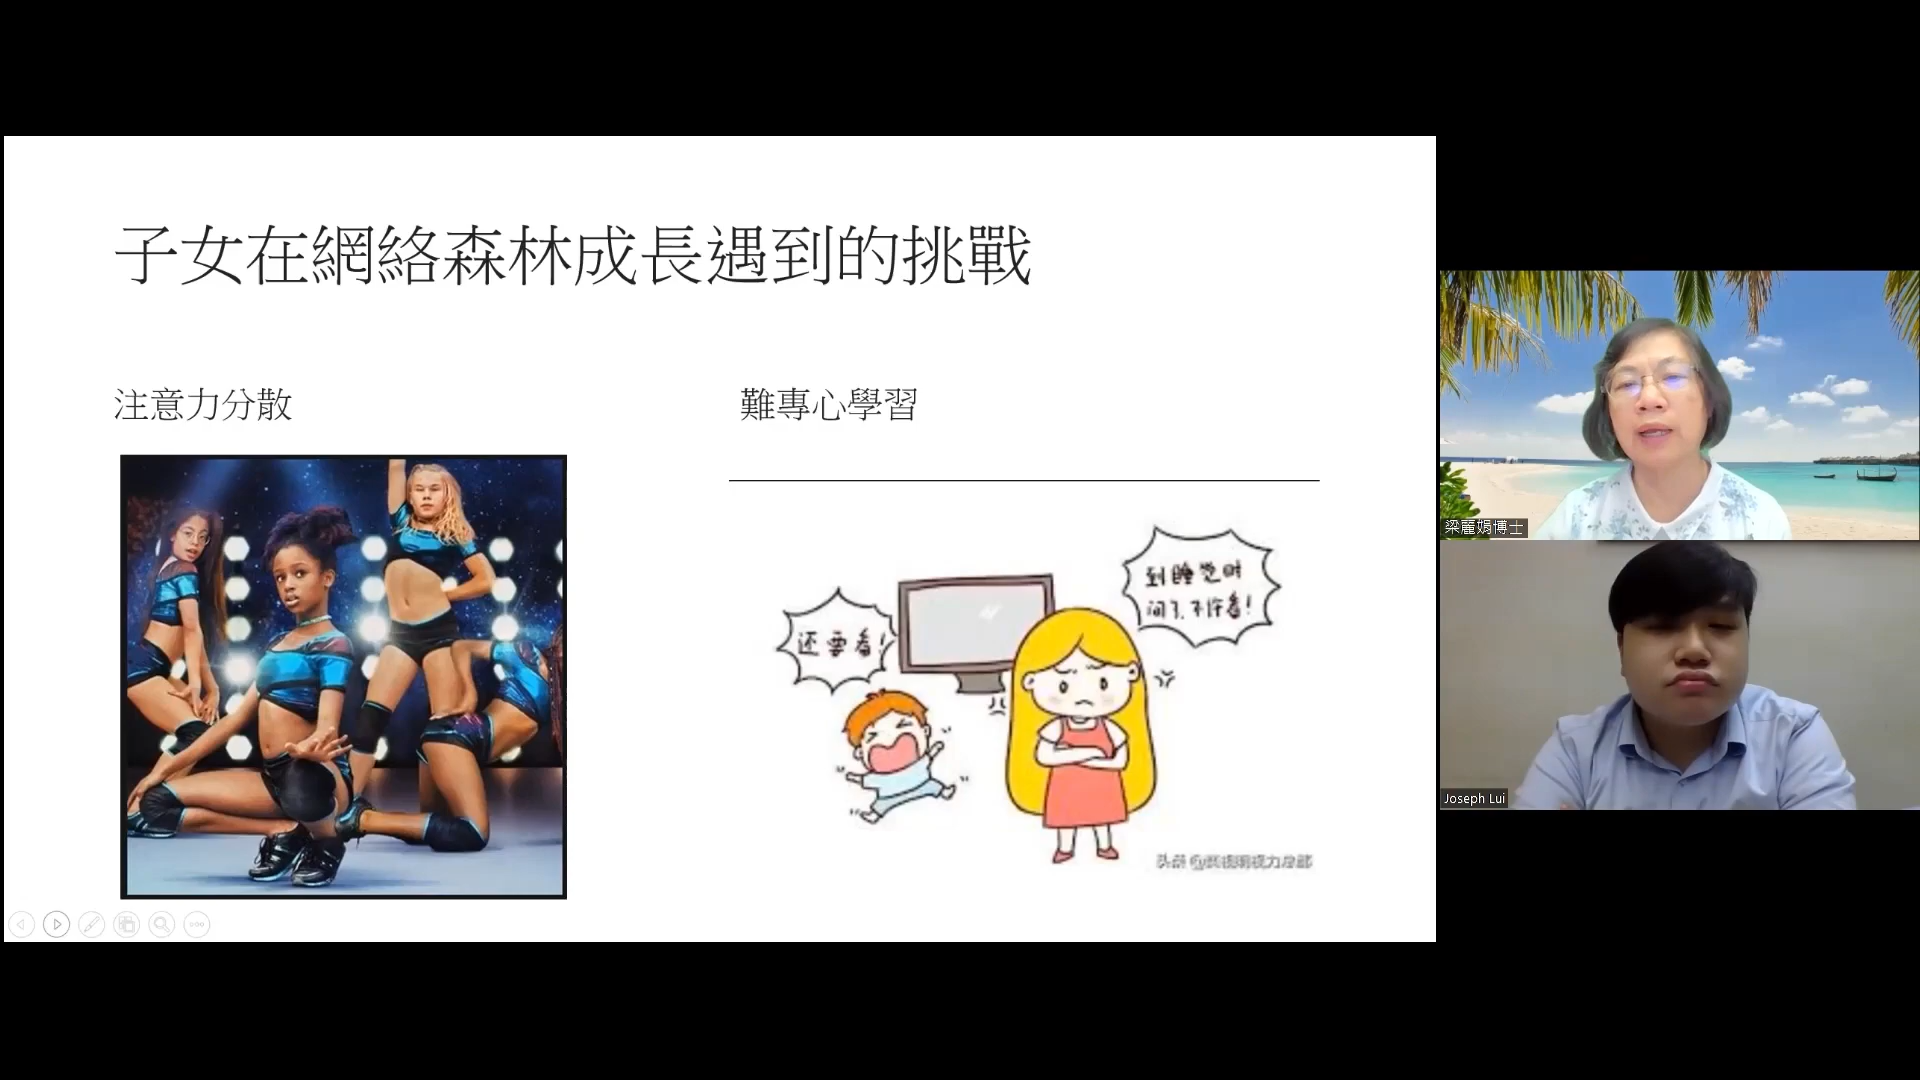 子女在網絡森林成長遇到的挑戰
注意力分散
難專心學習
还要看!
到睡觉时
间了,不许看!
梁麗娟博士
Joseph Lui